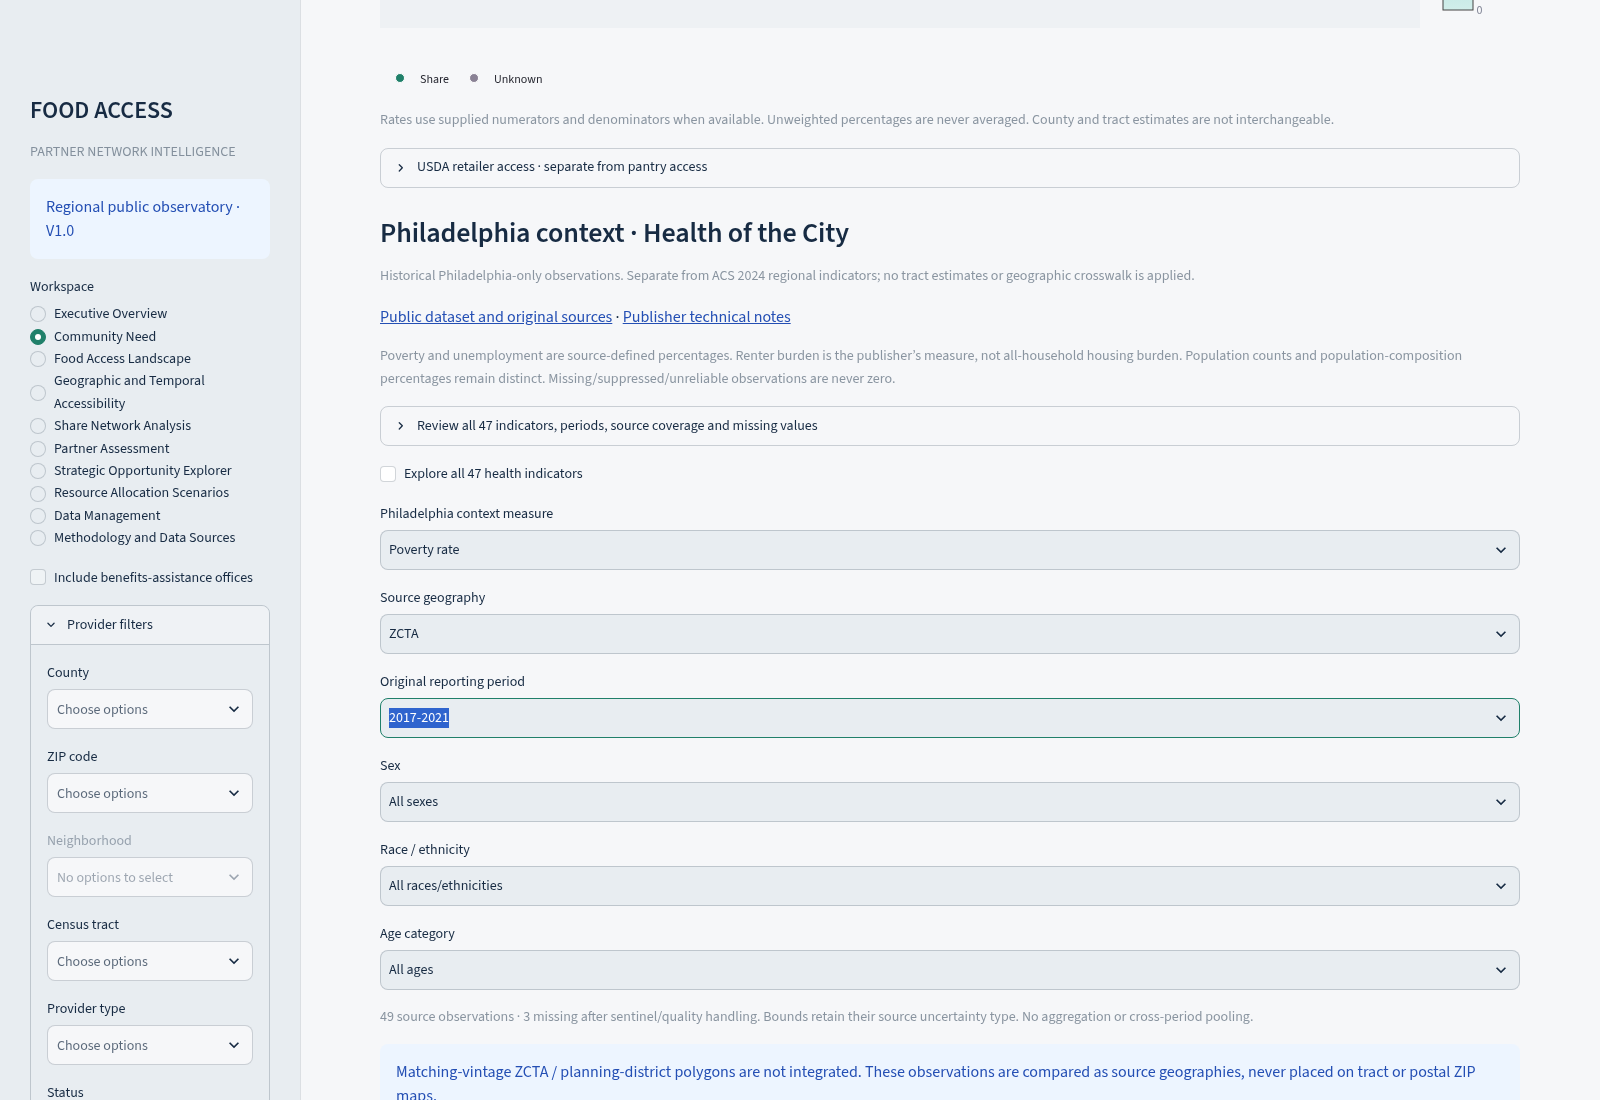 FOOD ACCESS
PARTNER NETWORK INTELLIGENCE
Regional public observatory ·
V1.0
Workspace
Executive Overview
Community Need
Food Access Landscape
Geographic and Temporal
Accessibility
Share Network Analysis
Partner Assessment
Strategic Opportunity Explorer
Resource Allocation Scenarios
Data Management
Methodology and Data Sources
Include benefits-assistance offices
Provider filters
County
Choose options
ZIP code
Choose options
Neighborhood
No options to select
Census tract
Choose options
Provider type
Choose options
Status
0
Share
Unknown
Rates use supplied numerators and denominators when available. Unweighted percentages are never averaged. County and tract estimates are not interchangeable.
USDA retailer access · separate from pantry access
Philadelphia context · Health of the City
Historical Philadelphia-only observations. Separate from ACS 2024 regional indicators; no tract estimates or geographic crosswalk is applied.
Public dataset and original sources · Publisher technical notes
Poverty and unemployment are source-defined percentages. Renter burden is the publisher’s measure, not all-household housing burden. Population counts and population-composition
percentages remain distinct. Missing/suppressed/unreliable observations are never zero.
Review all 47 indicators, periods, source coverage and missing values
Explore all 47 health indicators
Philadelphia context measure
Poverty rate
Source geography
ZCTA
Original reporting period
2017-2021
Sex
All sexes
Race / ethnicity
All races/ethnicities
Age category
All ages
49 source observations · 3 missing after sentinel/quality handling. Bounds retain their source uncertainty type. No aggregation or cross-period pooling.
Matching-vintage ZCTA / planning-district polygons are not integrated. These observations are compared as source geographies, never placed on tract or postal ZIP
maps.